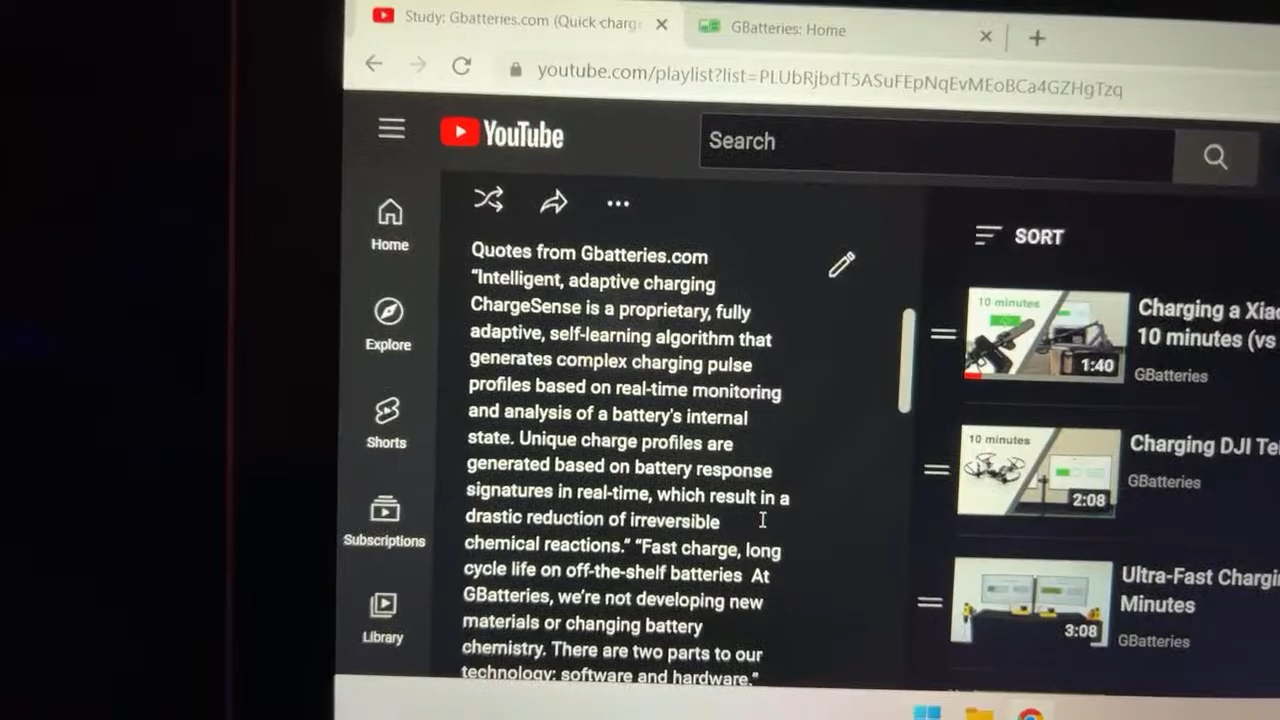 Study: Gbatteries.com (Quick charge
GBatteries: Home
youtube.com/playlist?list=PLUbRjbdT5ASuFEpNqEvMEoBCa4GZHgTzq
YouTube
Search
Home
Explore
Shorts
Subscriptions
Library
Quotes from Gbatteries.com
“Intelligent, adaptive charging
ChargeSense is a proprietary, fully
adaptive, self-learning algorithm that
generates complex charging pulse
profiles based on real-time monitoring
and analysis of a battery's internal
state. Unique charge profiles are
generated based on battery response
signatures in real-time, which result in a
drastic reduction of irreversible
chemical reactions.” “Fast charge, long
cycle life on off-the-shelf batteries At
GBatteries, we're not developing new
materials or changing battery
chemistry. There are two parts to our
technology: software and hardware.”
SORT
10 minutes
1:40
Charging a Xia
10 minutes (vs
GBatteries
10 minutes
2:08
Charging DJI Te
GBatteries
3:08
Ultra-Fast Chargi
Minutes
GBatteries